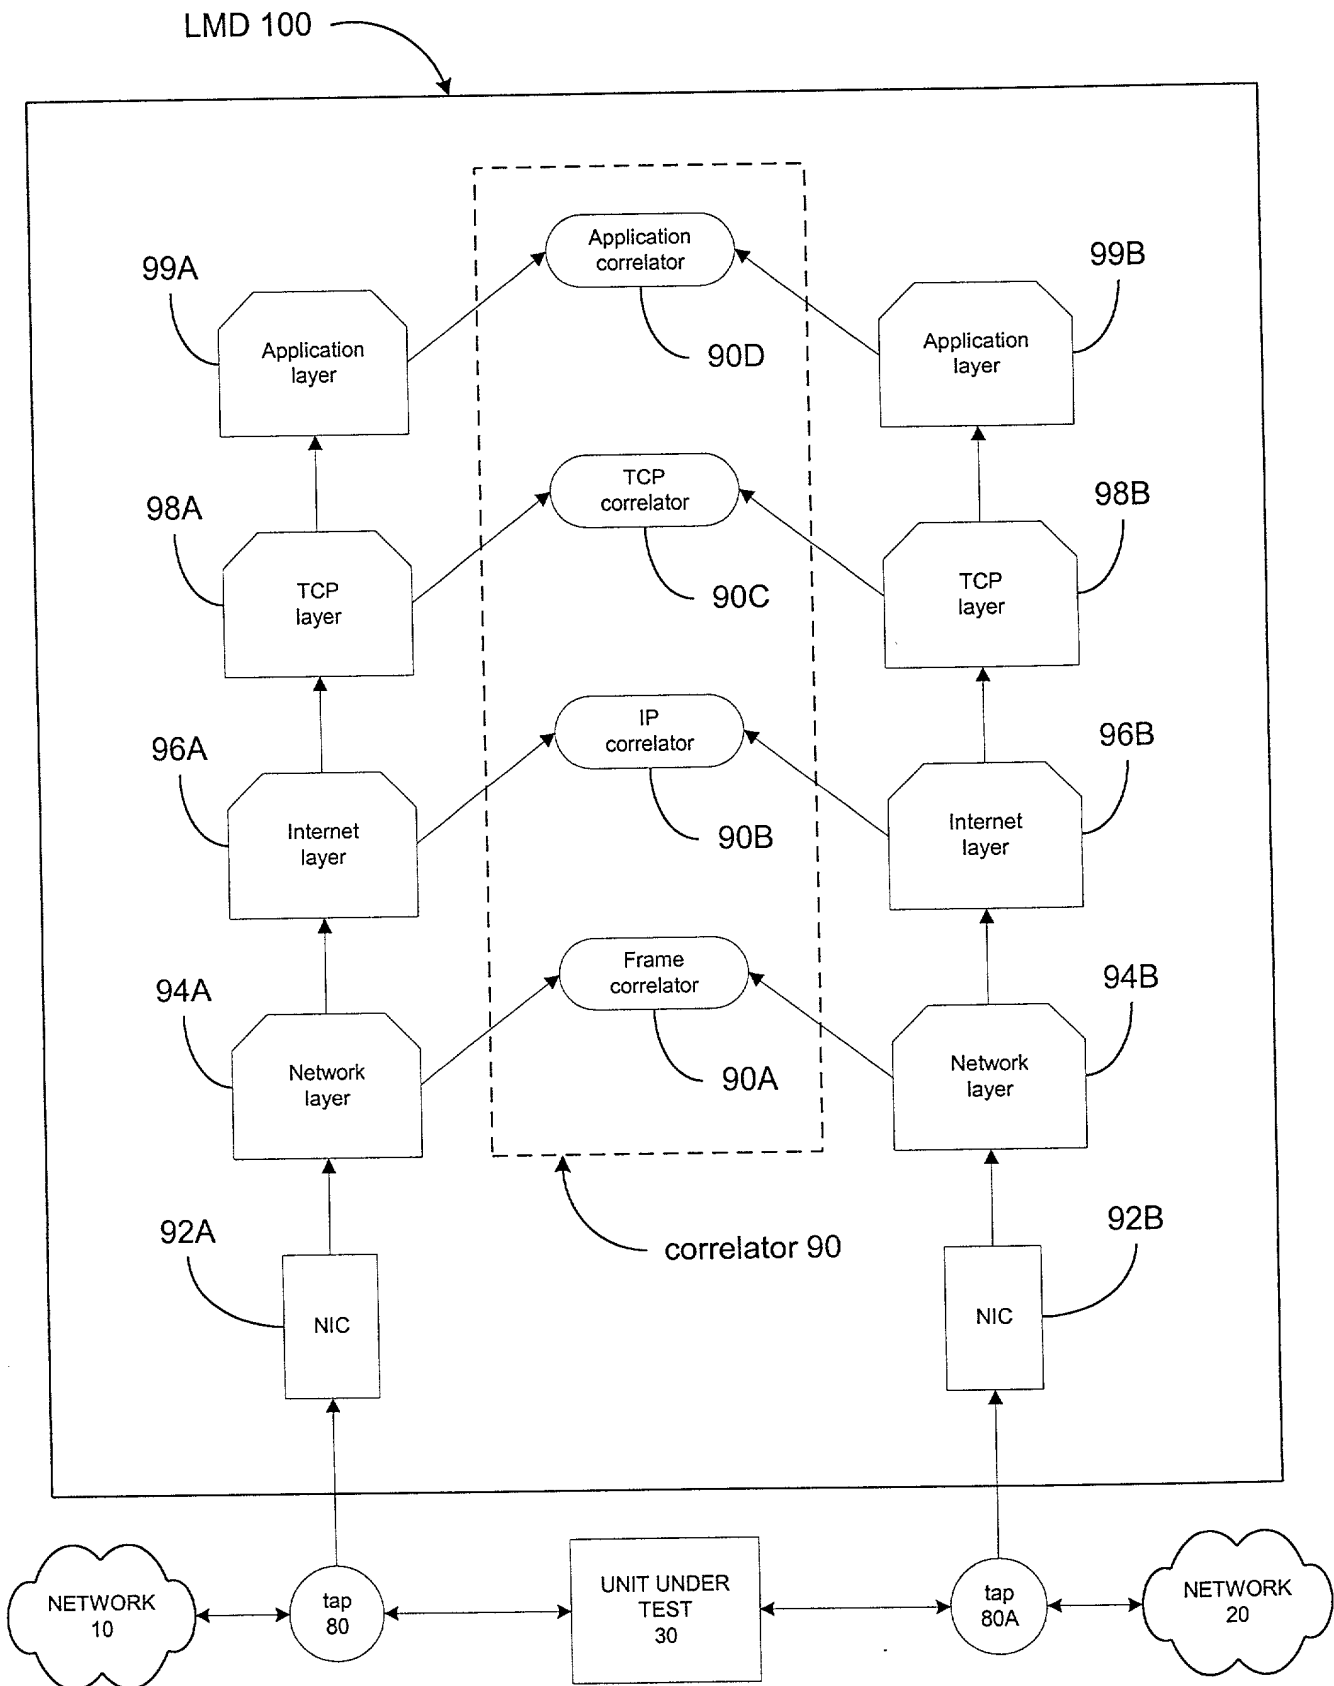 LMD 100
Application
correlator
99A
99B
Application
layer
Application
layer
90D
TCP
correlator
98A
98B
TCP
layer
TCP
layer
90C
IP
correlator
96A
96B
Internet
layer
Internet
layer
90B
Frame
correlator
94A
94B
Network
layer
Network
layer
90A
92A
92B
correlator 90
NIC
NIC
NETWORK
10
tap
80
UNIT UNDER
TEST
30
tap
80A
NETWORK
20